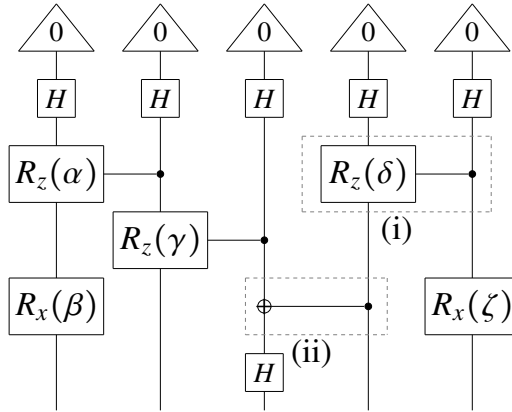 0 0 0 0 0
H H H H H
R_z(α) R_z(δ)
(i)
R_z(γ)
R_x(β) R_x(ζ)
(ii)
H